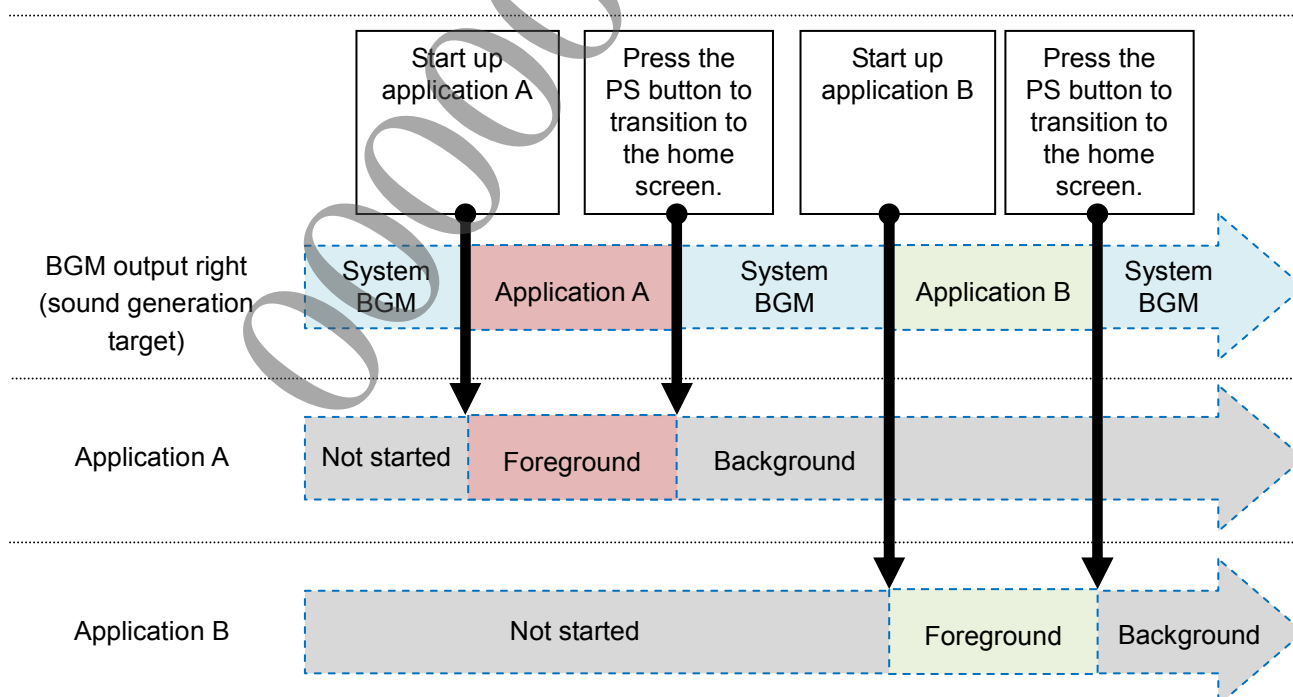 Start up
application A
Press the
PS button to
transition to
the home
screen.
Start up
application B
Press the
PS button to
transition to
the home
screen.
BGM output right
(sound generation
target)
System
BGM
Application A
System
BGM
Application B
System
BGM
Application A
Not started
Foreground
Background
Application B
Not started
Foreground
Background
000000